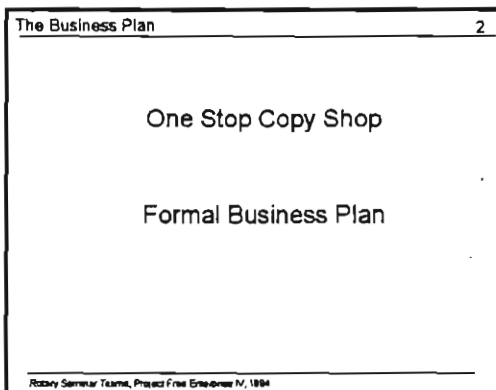 The Business Plan 2
One Stop Copy Shop
Formal Business Plan
Rotary Seminar Teams, Project Free Enterprise IV, 1994